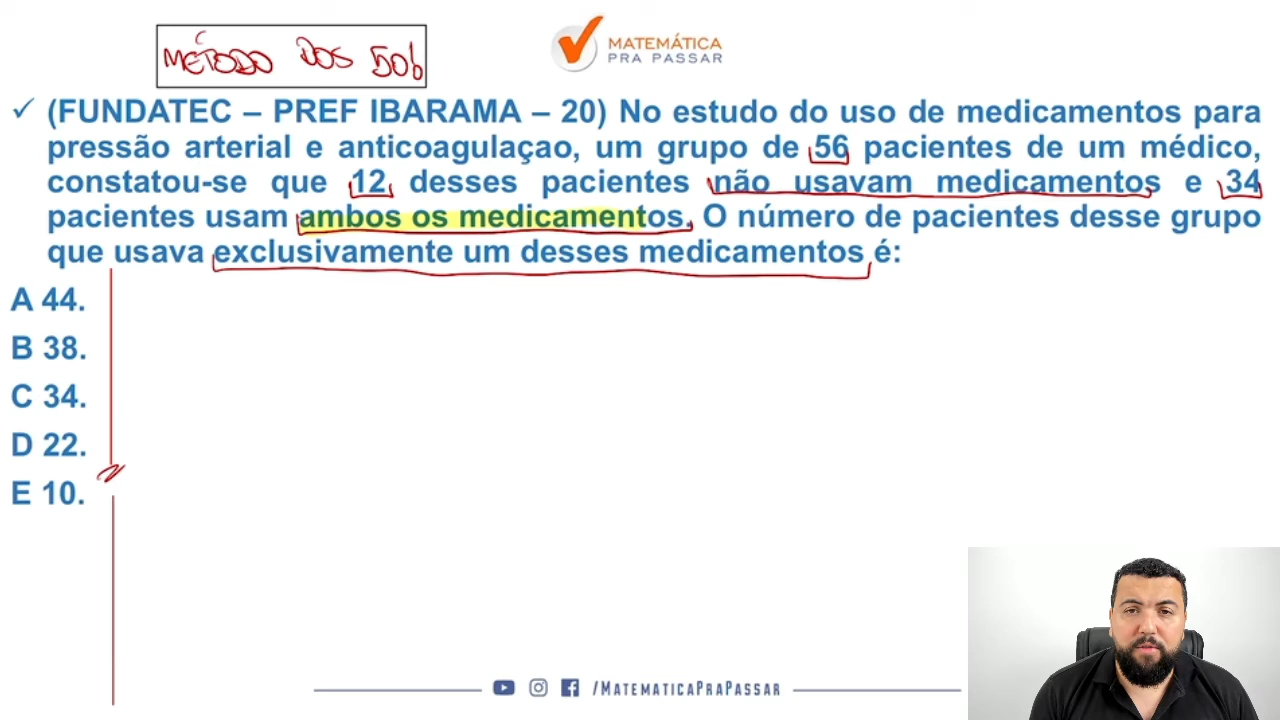 MÉTODO DOS 50%
MATEMÁTICA
PRA PASSAR
✓ (FUNDATEC – PREF IBARAMA – 20) No estudo do uso de medicamentos para
pressão arterial e anticoagulaçao, um grupo de 56 pacientes de um médico,
constatou-se que 12 desses pacientes não usavam medicamentos e 34
pacientes usam ambos os medicamentos. O número de pacientes desse grupo
que usava exclusivamente um desses medicamentos é:
A 44.
B 38.
C 34.
D 22.
E 10.
/MATEMATICAPRAPASSAR